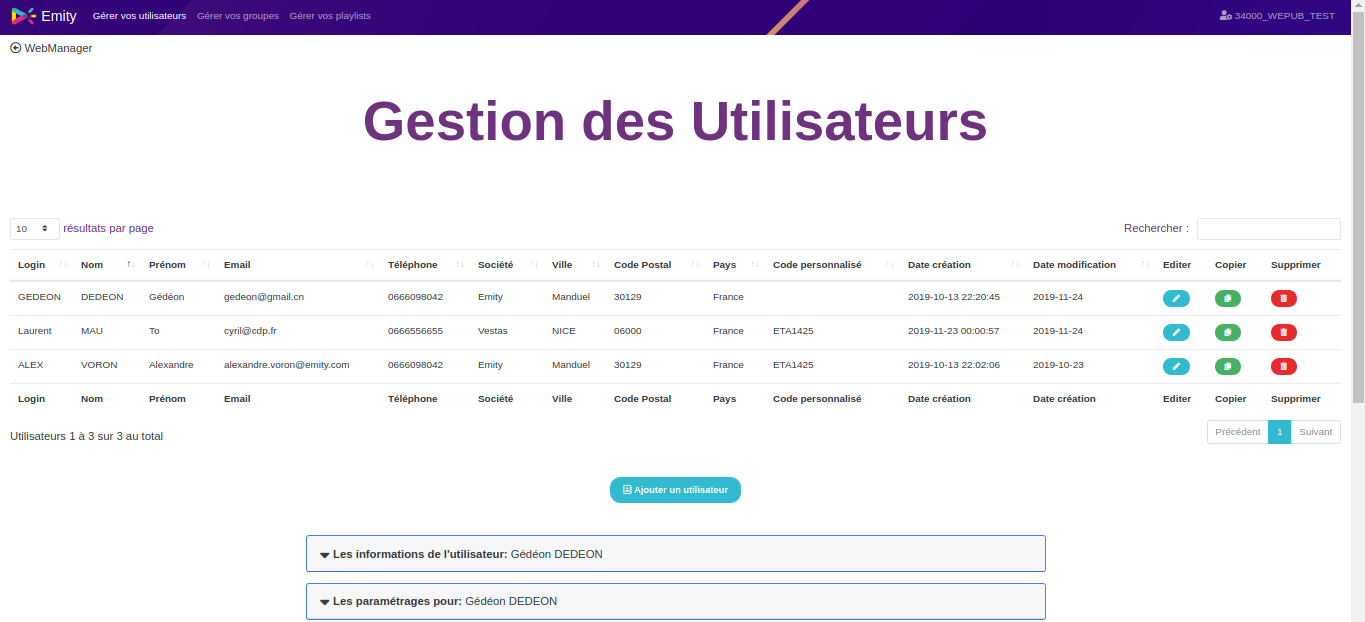 Emity Gérer vos utilisateurs Gérer vos groupes Gérer vos playlists 34000_WEPUB_TEST
WebManager
Gestion des Utilisateurs
10 résultats par page Rechercher :
Login Nom Prénom Email Téléphone Société Ville Code Postal Pays Code personnalisé Date création Date modification Editer Copier Supprimer
GEDEON DEDEON Gédéon gedeon@gmail.cn 0666098042 Emity Manduel 30129 France 2019-10-13 22:20:45 2019-11-24
Laurent MAU To cyril@cdp.fr 0666556655 Vestas NICE 06000 France ETA1425 2019-11-23 00:00:57 2019-11-24
ALEX VORON Alexandre alexandre.voron@emity.com 0666098042 Emity Manduel 30129 France ETA1425 2019-10-13 22:02:06 2019-10-23
Login Nom Prénom Email Téléphone Société Ville Code Postal Pays Code personnalisé Date création Date création Editer Copier Supprimer
Utilisateurs 1 à 3 sur 3 au total Précédent 1 Suivant
Ajouter un utilisateur
Les informations de l'utilisateur: Gédéon DEDEON
Les paramétrages pour: Gédéon DEDEON